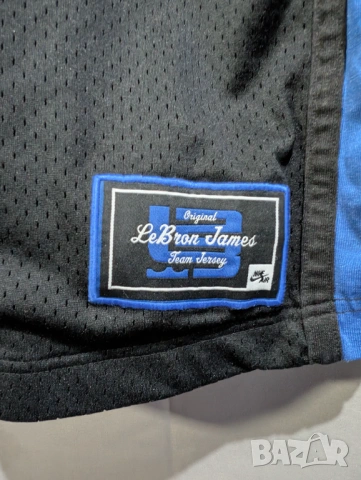 Original
LeBron James
Team Jersey
NIKE AIR
BAZAR